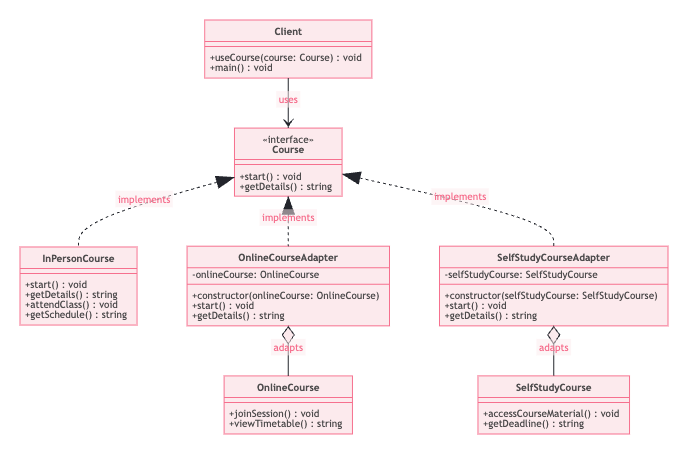 Client
+useCourse(course: Course) : void
+main() : void
uses
«interface»
Course
+start() : void
+getDetails() : string
implements
implements
implements
InPersonCourse
+start() : void
+getDetails() : string
+attendClass() : void
+getSchedule() : string
OnlineCourseAdapter
-onlineCourse: OnlineCourse
+constructor(onlineCourse: OnlineCourse)
+start() : void
+getDetails() : string
SelfStudyCourseAdapter
-selfStudyCourse: SelfStudyCourse
+constructor(selfStudyCourse: SelfStudyCourse)
+start() : void
+getDetails() : string
adapts
adapts
OnlineCourse
+joinSession() : void
+viewTimetable() : string
SelfStudyCourse
+accessCourseMaterial() : void
+getDeadline() : string